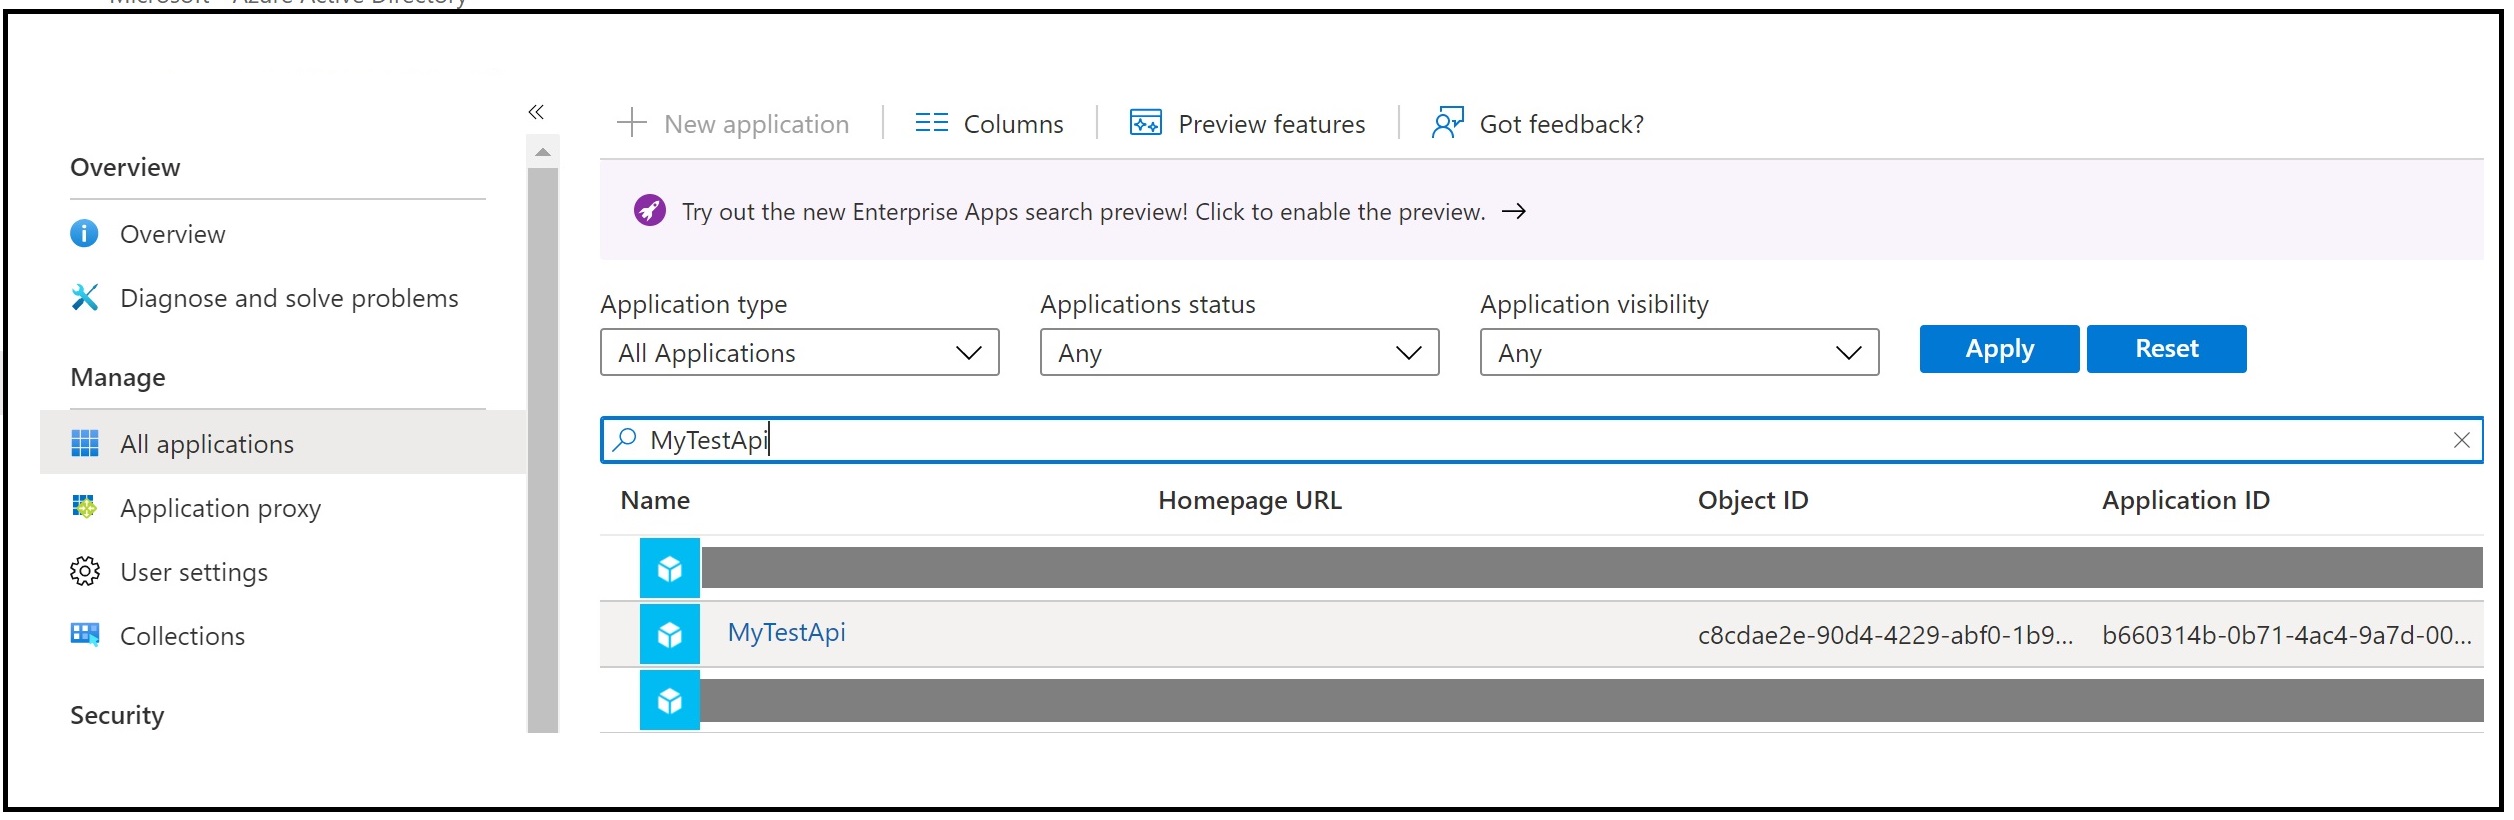 Microsoft - Azure Active Directory
New application
Columns
Preview features
Got feedback?
Overview
Overview
Diagnose and solve problems
Manage
All applications
Application proxy
User settings
Collections
Security
Try out the new Enterprise Apps search preview! Click to enable the preview. →
Application type
Applications status
Application visibility
All Applications
Any
Any
Apply
Reset
MyTestApi
Name
Homepage URL
Object ID
Application ID
MyTestApi
c8cdae2e-90d4-4229-abf0-1b9...
b660314b-0b71-4ac4-9a7d-00...